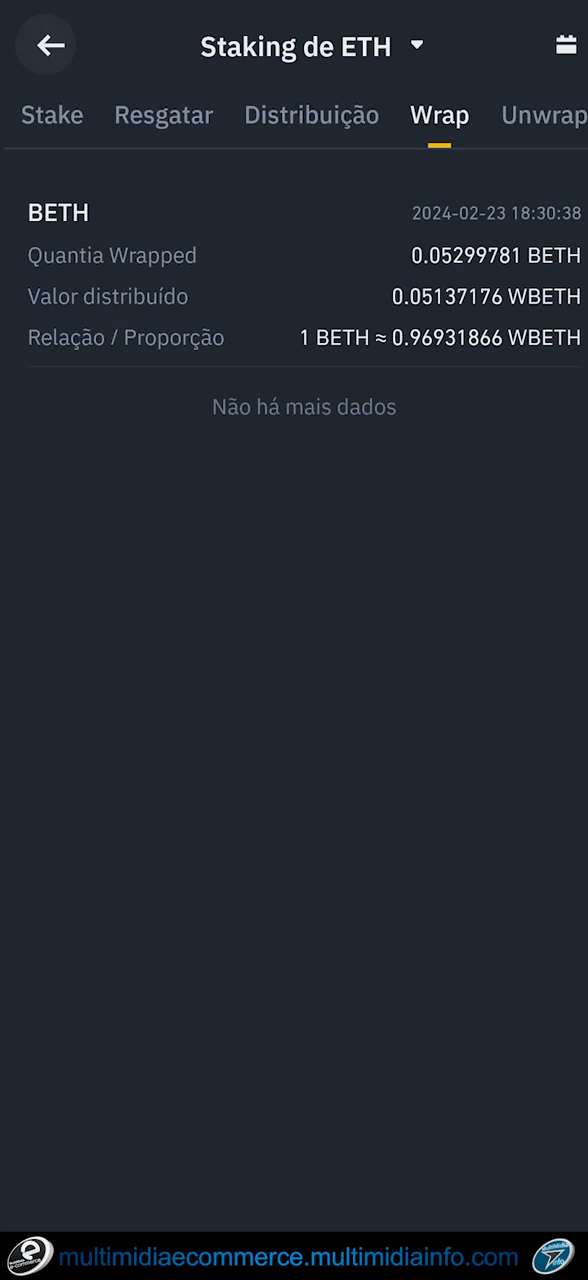 Staking de ETH
Stake Resgatar Distribuição Wrap Unwrap
BETH 2024-02-23 18:30:38
Quantia Wrapped 0.05299781 BETH
Valor distribuído 0.05137176 WBETH
Relação / Proporção 1 BETH ≈ 0.96931866 WBETH
Não há mais dados
multimidiaecommerce.multimidiainfo.com